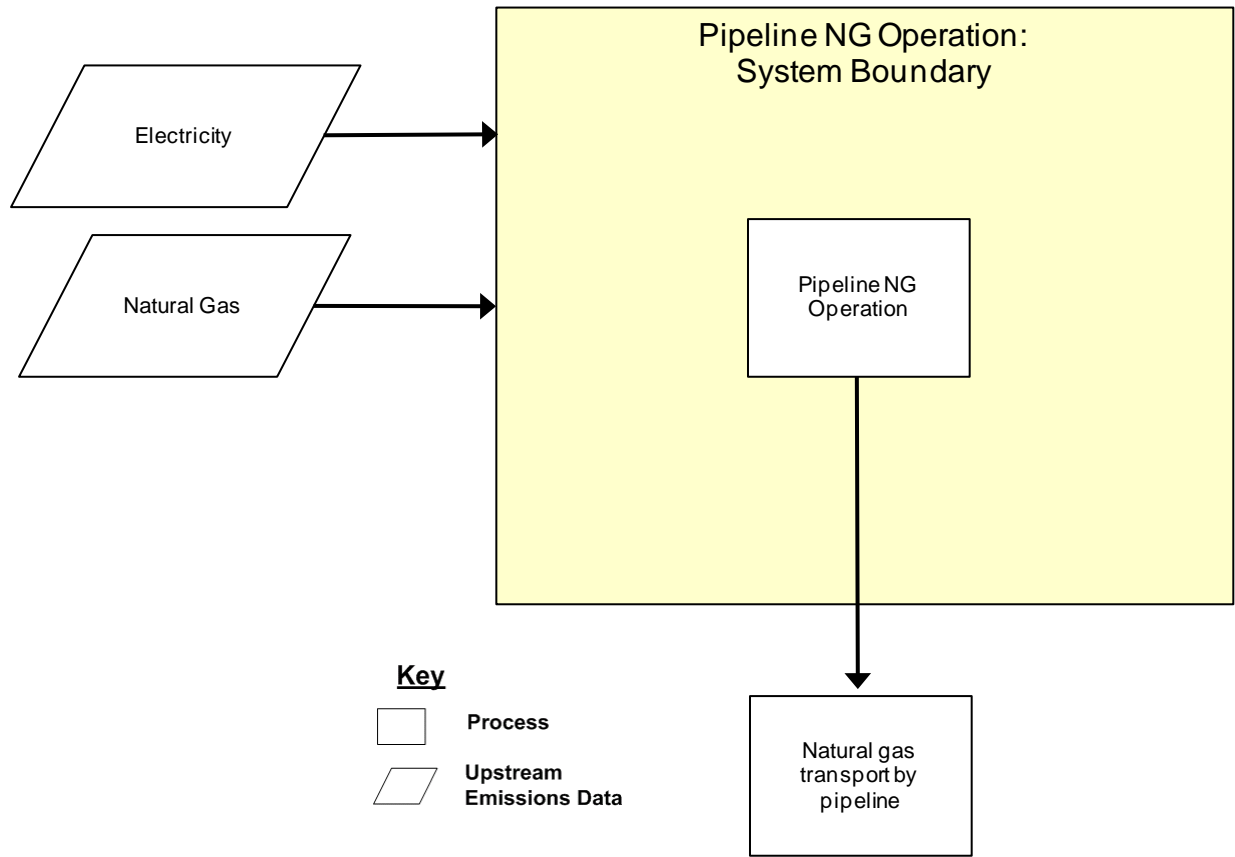 Pipeline NG Operation:
System Boundary
Electricity
Natural Gas
Pipeline NG
Operation
Key
Process
Upstream
Emissions Data
Natural gas
transport by
pipeline